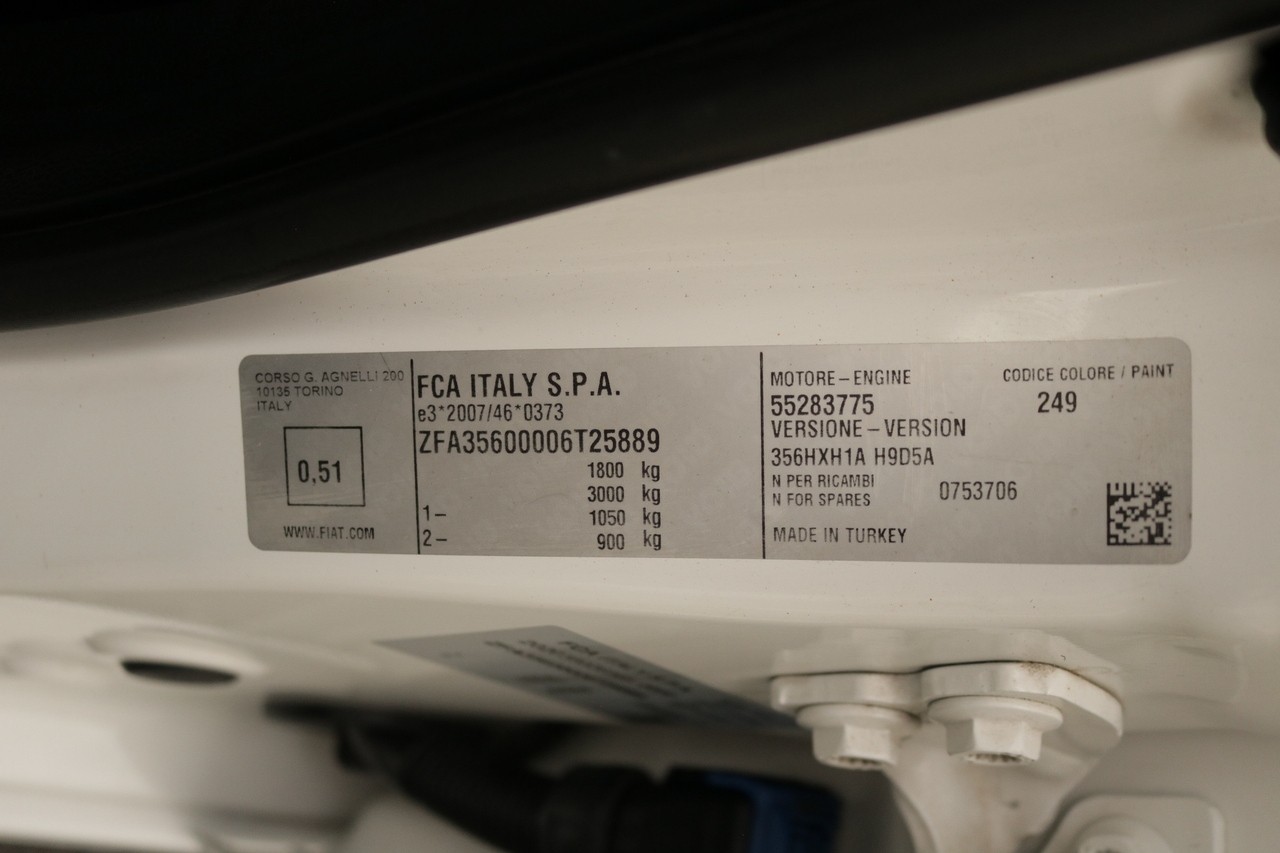 CORSO G. AGNELLI 200
10135 TORINO
ITALY
0,51
WWW.FIAT.COM
FCA ITALY S.P.A.
e3*2007/46*0373
ZFA35600006T25889
1800 kg
3000 kg
1– 1050 kg
2– 900 kg
MOTORE–ENGINE
55283775
VERSIONE–VERSION
356HXH1A H9D5A
N PER RICAMBI
N FOR SPARES
0753706
MADE IN TURKEY
CODICE COLORE / PAINT
249